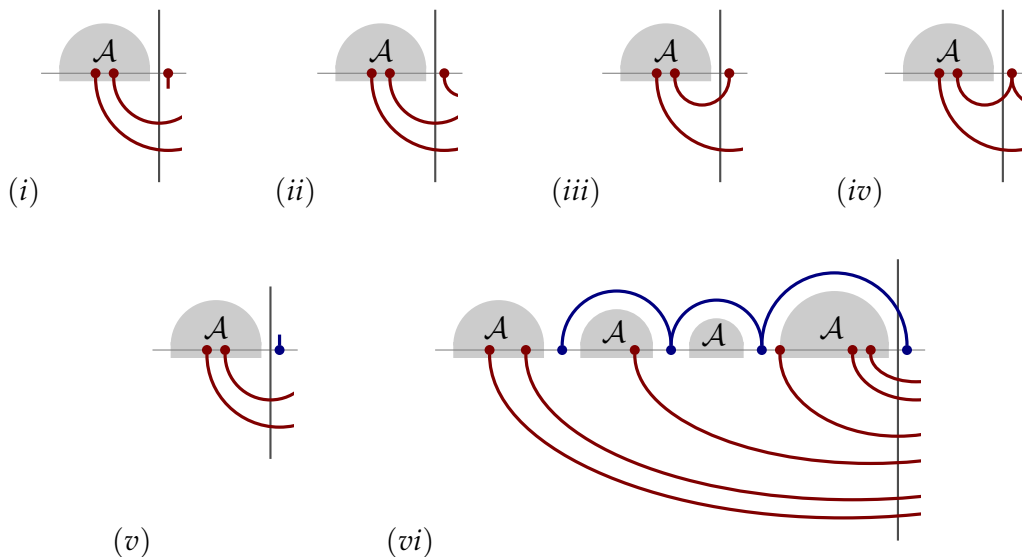 𝒜 𝒜 𝒜 𝒜
(i) (ii) (iii) (iv)
𝒜 𝒜 𝒜 𝒜 𝒜
(v) (vi)